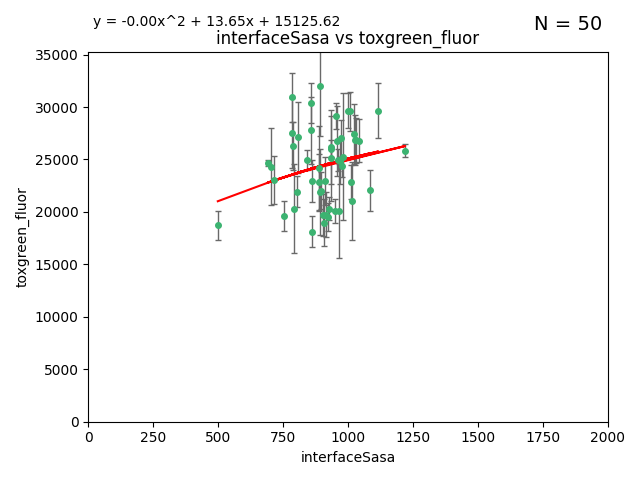 y = -0.00x^2 + 13.65x + 15125.62
N = 50
interfaceSasa vs toxgreen_fluor
35000
30000
25000
20000
15000
10000
5000
0
toxgreen_fluor
0 250 500 750 1000 1250 1500 1750 2000
interfaceSasa